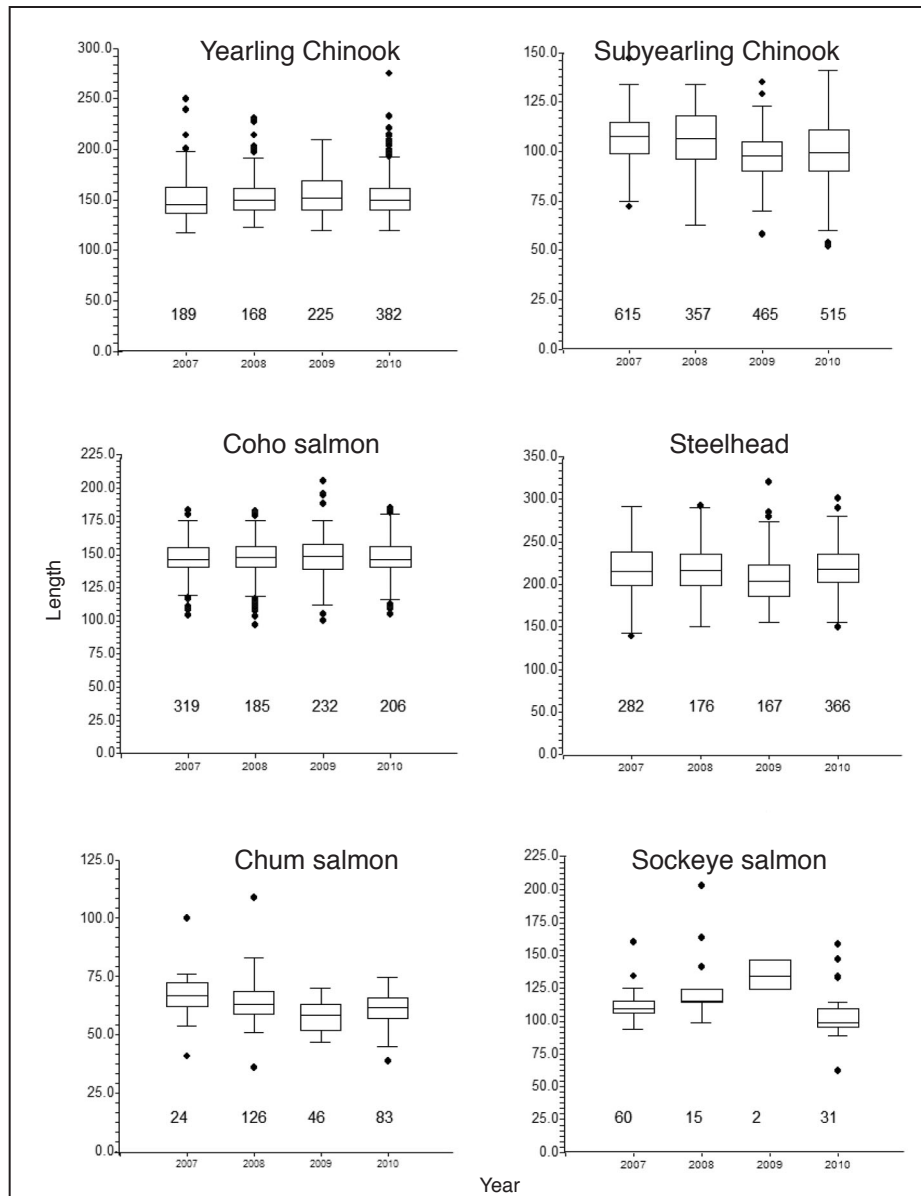 Yearling Chinook
300.0
250.0
200.0
150.0
100.0
50.0
0.0
189 168 225 382
2007 2008 2009 2010
Subyearling Chinook
150.0
125.0
100.0
75.0
50.0
25.0
0.0
615 357 465 515
2007 2008 2009 2010
Length
Coho salmon
225.0
200.0
175.0
150.0
125.0
100.0
75.0
50.0
25.0
0.0
319 185 232 206
2007 2008 2009 2010
Steelhead
350.0
300.0
250.0
200.0
150.0
100.0
50.0
0.0
282 176 167 366
2007 2008 2009 2010
Chum salmon
125.0
100.0
75.0
50.0
25.0
0.0
24 126 46 83
2007 2008 2009 2010
Sockeye salmon
225.0
200.0
175.0
150.0
125.0
100.0
75.0
50.0
25.0
0.0
60 15 2 31
2007 2008 2009 2010
Year